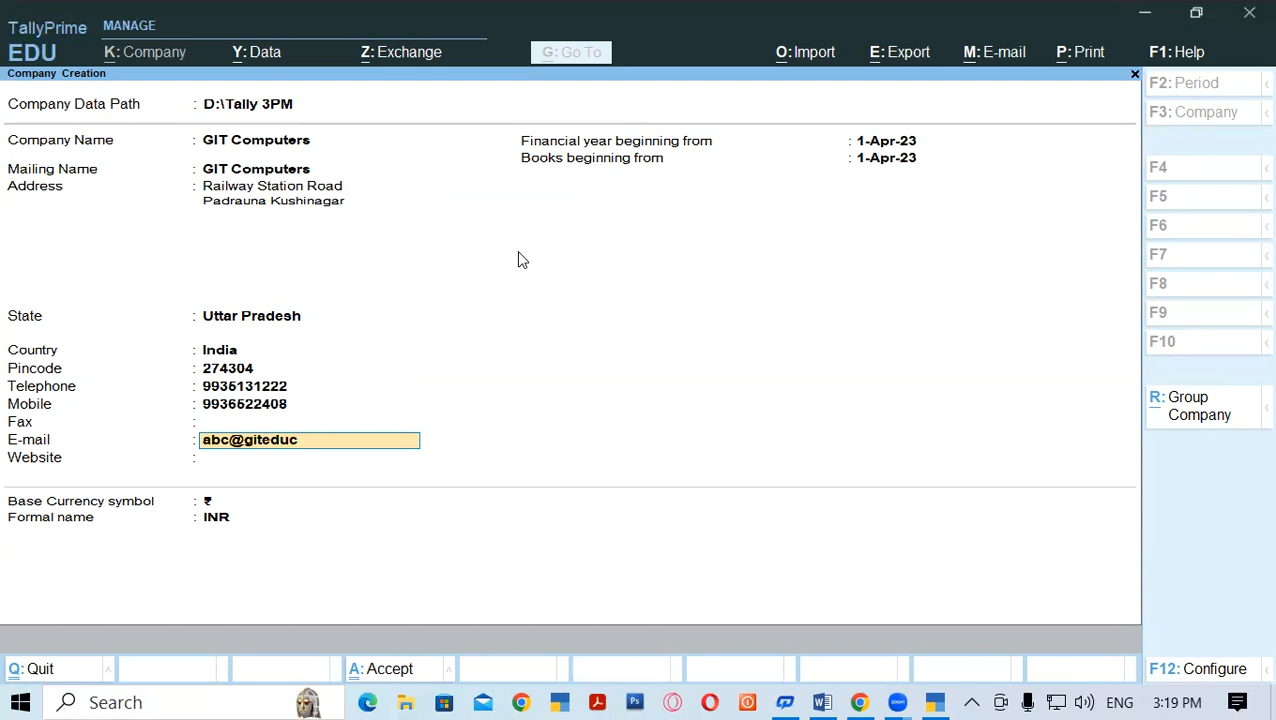 TallyPrime
EDU
MANAGE
K: Company
Y: Data
Z: Exchange
G: Go To
O: Import
E: Export
M: E-mail
P: Print
F1: Help
Company Creation
Company Data Path : D:\Tally 3PM
Company Name : GIT Computers
Financial year beginning from : 1-Apr-23
Books beginning from : 1-Apr-23
Mailing Name : GIT Computers
Address : Railway Station Road
Padrauna Kushinagar
State : Uttar Pradesh
Country : India
Pincode : 274304
Telephone : 9935131222
Mobile : 9936522408
Fax :
E-mail : abc@giteduc
Website :
Base Currency symbol : ₹
Formal name : INR
F2: Period
F3: Company
F4
F5
F6
F7
F8
F9
F10
R: Group
Company
Q: Quit
A: Accept
F12: Configure
Search
ENG
3:19 PM